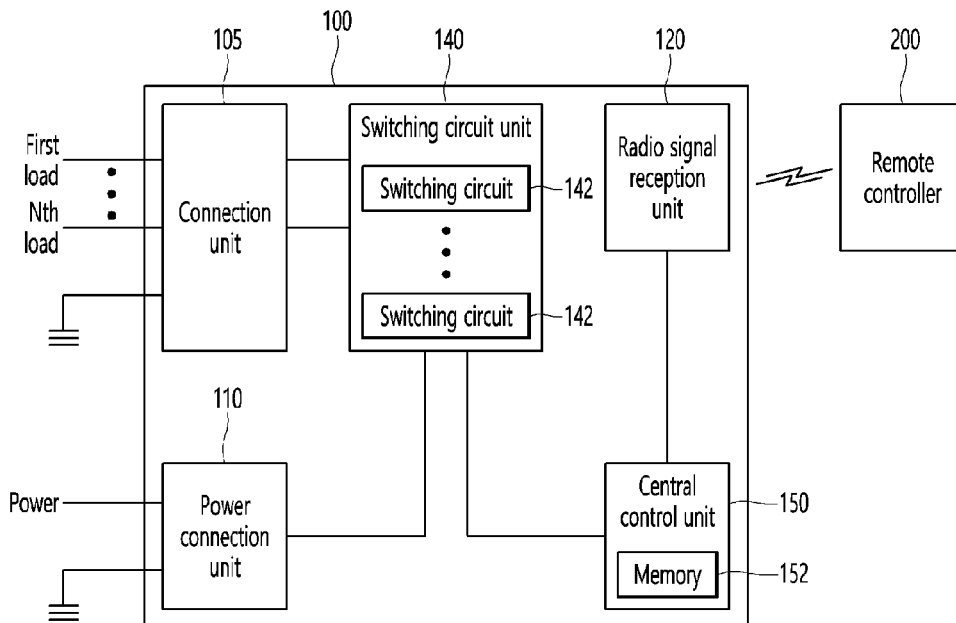 105
100
140
120
200
First
load
Nth
load
Connection
unit
Switching circuit unit
Switching circuit
142
Switching circuit
142
Radio signal
reception
unit
Remote
controller
110
Power
Power
connection
unit
Central
control unit
150
Memory
152